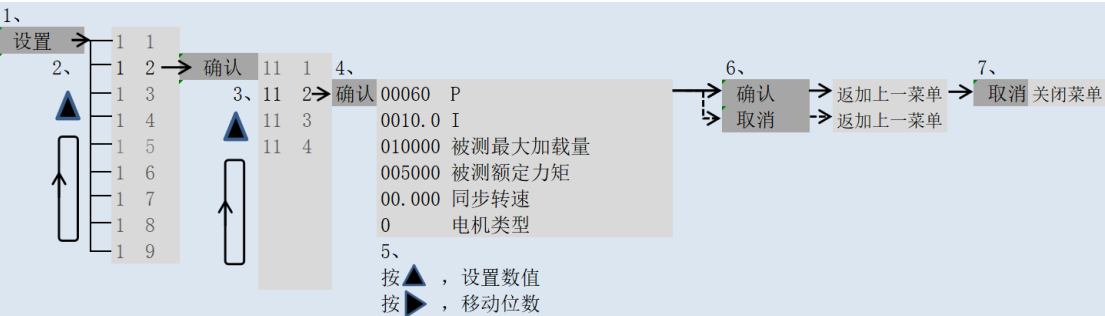 1、
设置 1 1
2、 1 2 确认 11 1 4、 6、 7、
1 3 3、 11 2 确认 00060 P 确认 返加上一菜单 取消 关闭菜单
1 4 11 3 0010.0 I 取消 返加上一菜单
1 5 11 4 010000 被测最大加载量
1 6 005000 被测额定力矩
1 7 00.000 同步转速
1 8 0 电机类型
1 9 5、
按 ，设置数值
按 ，移动位数